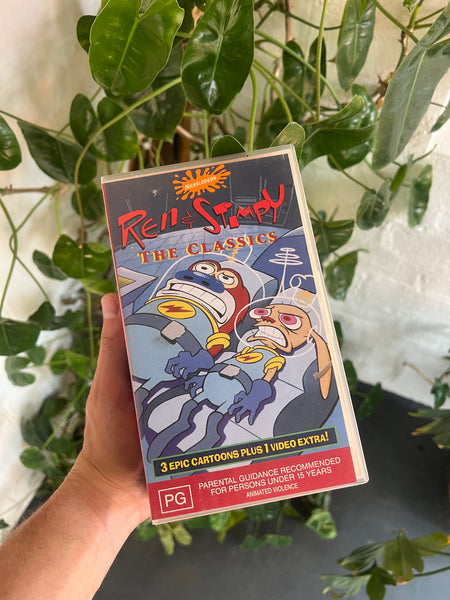 NICKELODEON
REN & STIMPY
THE CLASSICS
3 EPIC CARTOONS PLUS 1 VIDEO EXTRA!
PG
PARENTAL GUIDANCE RECOMMENDED
FOR PERSONS UNDER 15 YEARS
ANIMATED VIOLENCE